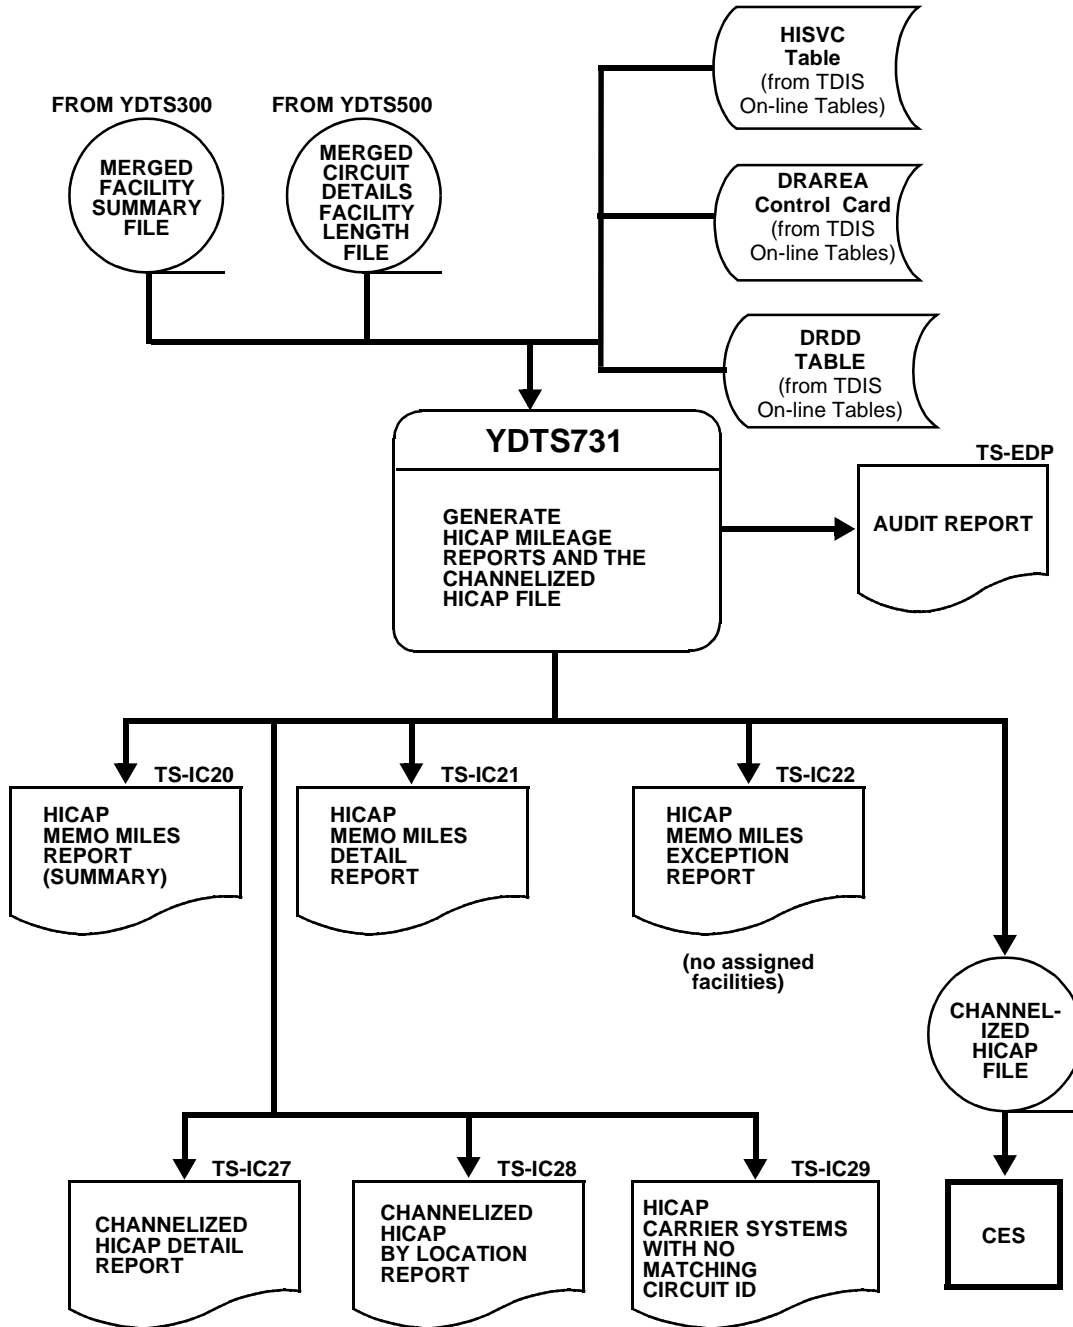 HISVC
Table
(from TDIS
On-line Tables)
FROM YDTS300
FROM YDTS500
MERGED
FACILITY
SUMMARY
FILE
MERGED
CIRCUIT
DETAILS
FACILITY
LENGTH
FILE
DRAREA
Control Card
(from TDIS
On-line Tables)
DRDD
TABLE
(from TDIS
On-line Tables)
YDTS731
GENERATE
HICAP MILEAGE
REPORTS AND THE
CHANNELIZED
HICAP FILE
TS-EDP
AUDIT REPORT
TS-IC20
HICAP
MEMO MILES
REPORT
(SUMMARY)
TS-IC21
HICAP
MEMO MILES
DETAIL
REPORT
TS-IC22
HICAP
MEMO MILES
EXCEPTION
REPORT
(no assigned
facilities)
CHANNEL-
IZED
HICAP
FILE
TS-IC27
CHANNELIZED
HICAP DETAIL
REPORT
TS-IC28
CHANNELIZED
HICAP
BY LOCATION
REPORT
TS-IC29
HICAP
CARRIER SYSTEMS
WITH NO
MATCHING
CIRCUIT ID
CES